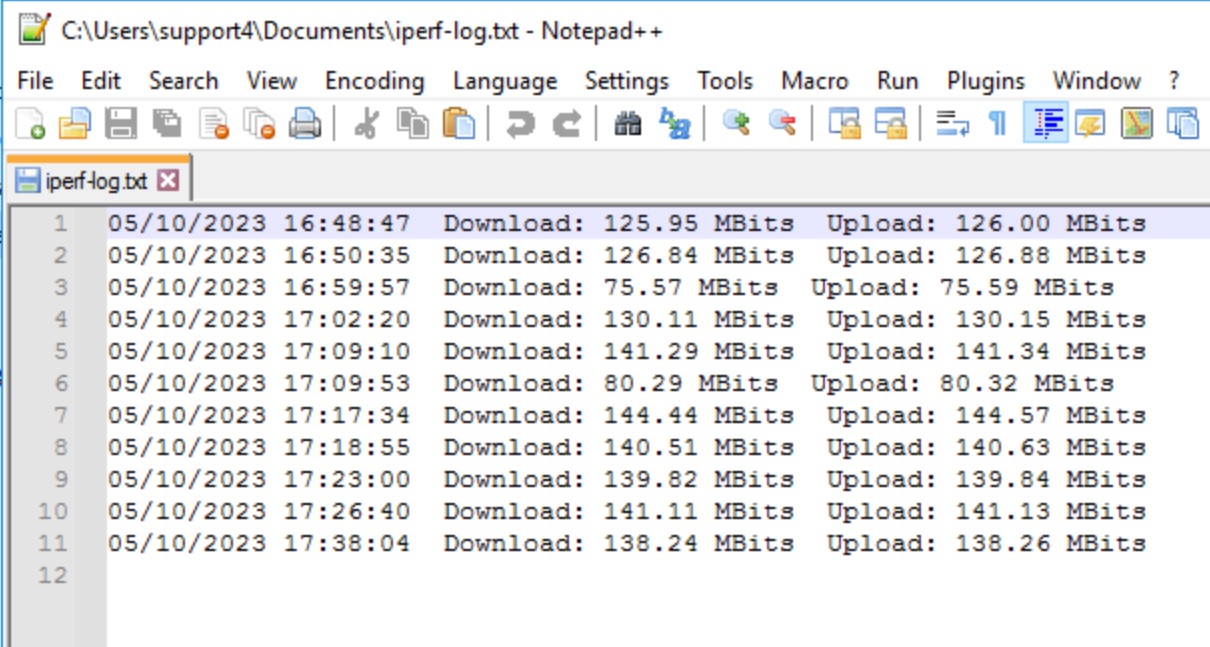 C:\Users\support4\Documents\iperf-log.txt - Notepad++
File Edit Search View Encoding Language Settings Tools Macro Run Plugins Window ?
iperf-log.txt
1 05/10/2023 16:48:47  Download: 125.95 MBits  Upload: 126.00 MBits
2 05/10/2023 16:50:35  Download: 126.84 MBits  Upload: 126.88 MBits
3 05/10/2023 16:59:57  Download: 75.57 MBits  Upload: 75.59 MBits
4 05/10/2023 17:02:20  Download: 130.11 MBits  Upload: 130.15 MBits
5 05/10/2023 17:09:10  Download: 141.29 MBits  Upload: 141.34 MBits
6 05/10/2023 17:09:53  Download: 80.29 MBits  Upload: 80.32 MBits
7 05/10/2023 17:17:34  Download: 144.44 MBits  Upload: 144.57 MBits
8 05/10/2023 17:18:55  Download: 140.51 MBits  Upload: 140.63 MBits
9 05/10/2023 17:23:00  Download: 139.82 MBits  Upload: 139.84 MBits
10 05/10/2023 17:26:40  Download: 141.11 MBits  Upload: 141.13 MBits
11 05/10/2023 17:38:04  Download: 138.24 MBits  Upload: 138.26 MBits
12